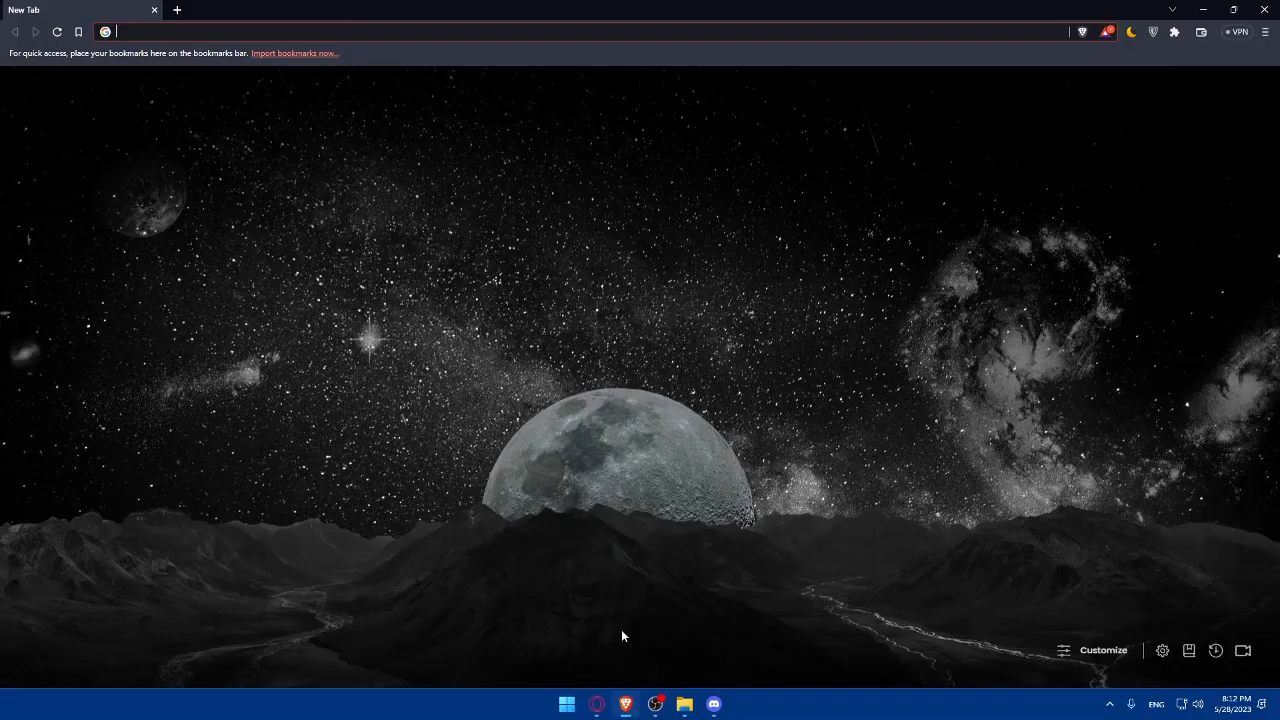 New Tab
For quick access, place your bookmarks here on the bookmarks bar. Import bookmarks now...
VPN
Customize
ENG
8:12 PM
5/28/2023